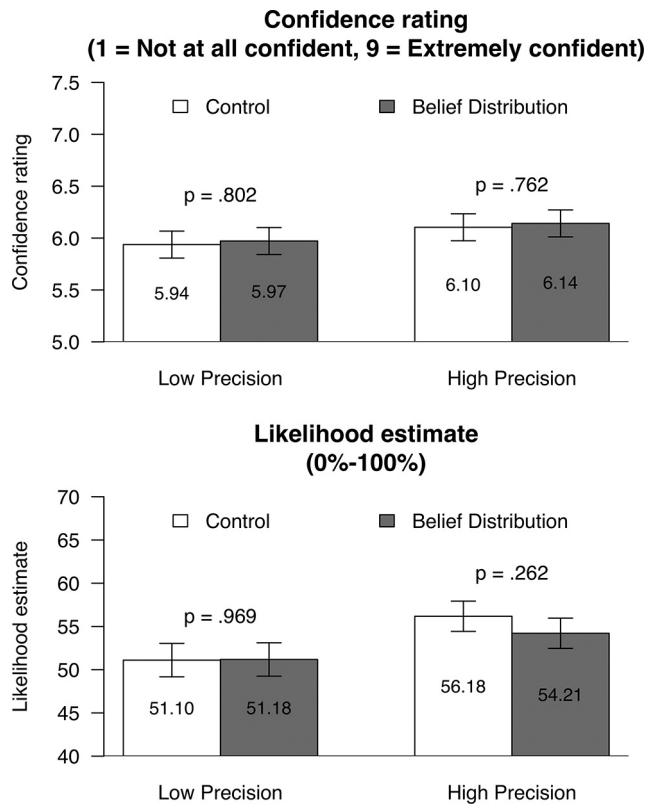 Confidence rating
(1 = Not at all confident, 9 = Extremely confident)
7.5
Control
Belief Distribution
7.0
6.5
p = .802
p = .762
6.0
5.5
5.94
5.97
6.10
6.14
5.0
Confidence rating
Low Precision
High Precision
Likelihood estimate
(0%-100%)
70
Control
Belief Distribution
65
60
p = .969
p = .262
55
50
45
51.10
51.18
56.18
54.21
40
Likelihood estimate
Low Precision
High Precision